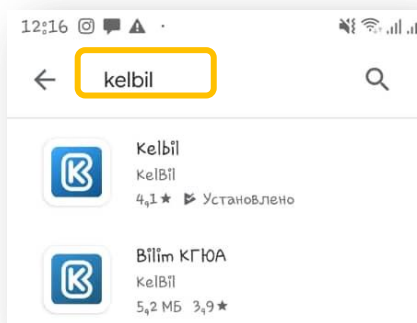 12:16
kelbil
Kelbil
KelBil
4,1★ Установлено
Bilim КГЮА
KelBil
5,2 МБ 3,9★